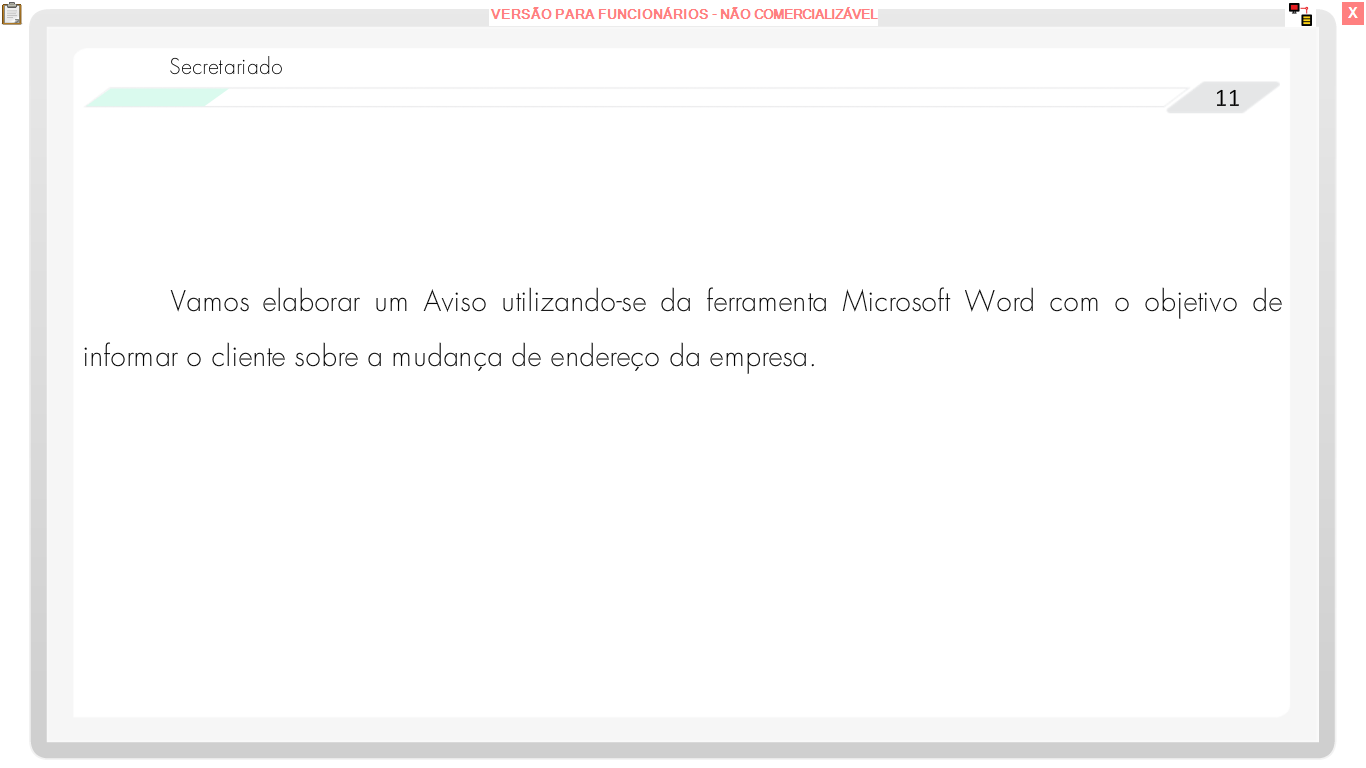 VERSÃO PARA FUNCIONÁRIOS - NÃO COMERCIALIZÁVEL
X
Secretariado
11
Vamos elaborar um Aviso utilizando-se da ferramenta Microsoft Word com o objetivo de
informar o cliente sobre a mudança de endereço da empresa.